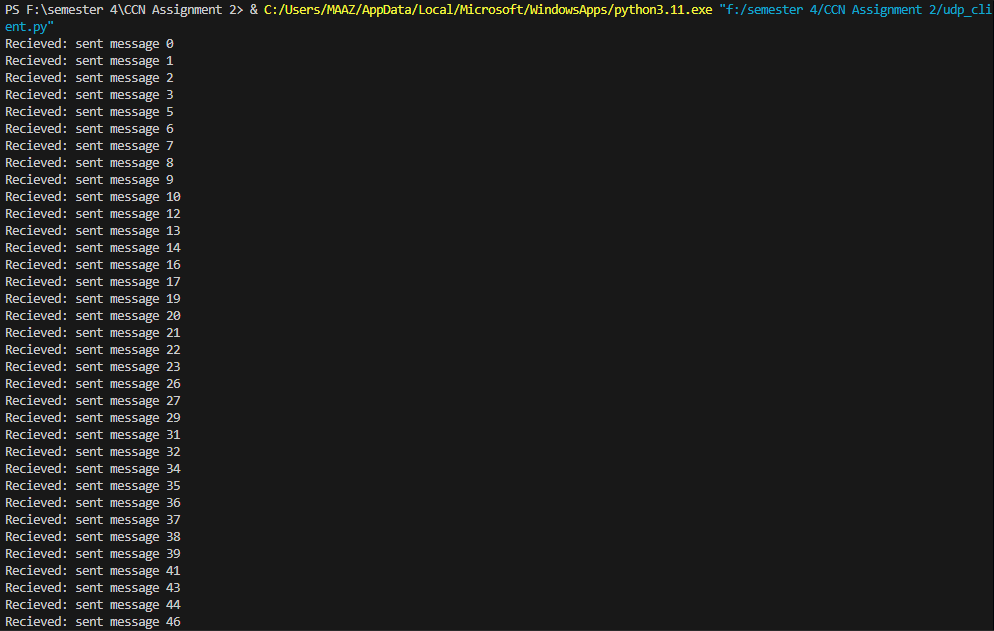 PS F:\semester 4\CCN Assignment 2> & C:/Users/MAAZ/AppData/Local/Microsoft/WindowsApps/python3.11.exe "f:/semester 4/CCN Assignment 2/udp_cli
ent.py"
Recieved: sent message 0
Recieved: sent message 1
Recieved: sent message 2
Recieved: sent message 3
Recieved: sent message 5
Recieved: sent message 6
Recieved: sent message 7
Recieved: sent message 8
Recieved: sent message 9
Recieved: sent message 10
Recieved: sent message 12
Recieved: sent message 13
Recieved: sent message 14
Recieved: sent message 16
Recieved: sent message 17
Recieved: sent message 19
Recieved: sent message 20
Recieved: sent message 21
Recieved: sent message 22
Recieved: sent message 23
Recieved: sent message 26
Recieved: sent message 27
Recieved: sent message 29
Recieved: sent message 31
Recieved: sent message 32
Recieved: sent message 34
Recieved: sent message 35
Recieved: sent message 36
Recieved: sent message 37
Recieved: sent message 38
Recieved: sent message 39
Recieved: sent message 41
Recieved: sent message 43
Recieved: sent message 44
Recieved: sent message 46